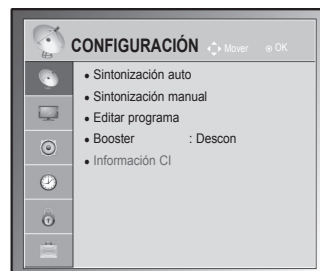 CONFIGURACIÓN Mover OK
• Sintonización auto
• Sintonización manual
• Editar programa
• Booster : Descon
• Información CI